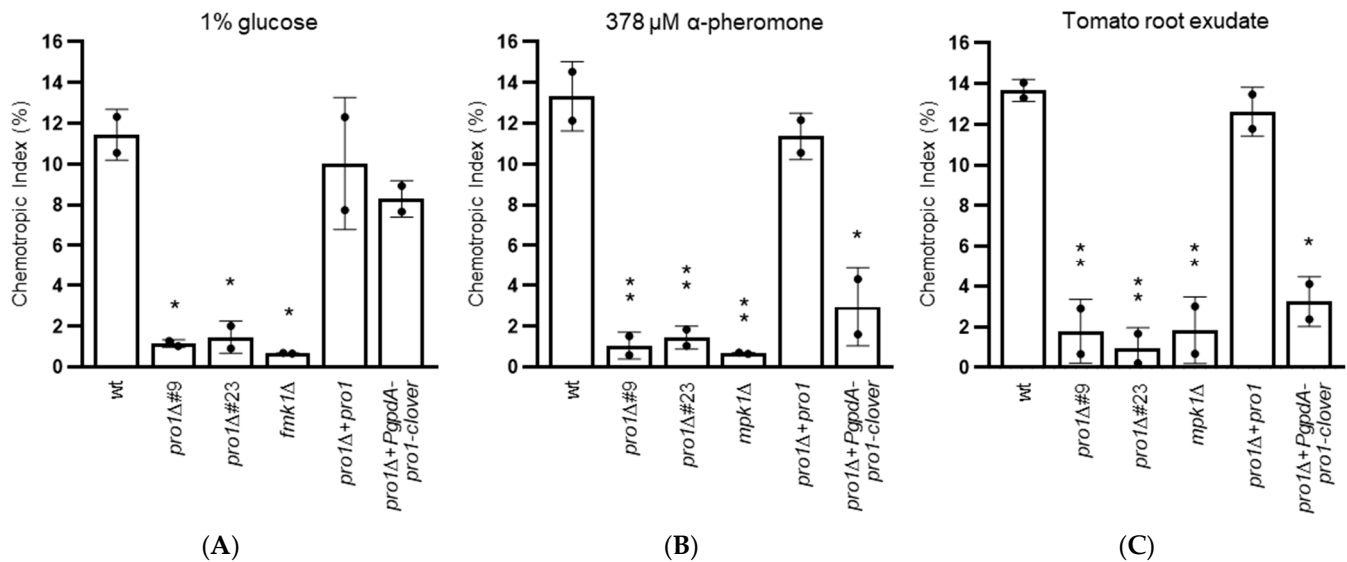 1% glucose
Chemotropic Index (%)
16
14
12
10
8
6
4
2
0
*
*
*
wt
pro1Δ#9
pro1Δ#23
fmk1Δ
pro1Δ+pro1
pro1Δ+PgpdA-
pro1-clover
(A)
378 µM α-pheromone
Chemotropic Index (%)
16
14
12
10
8
6
4
2
0
**
**
**
*
wt
pro1Δ#9
pro1Δ#23
mpk1Δ
pro1Δ+pro1
pro1Δ+PgpdA-
pro1-clover
(B)
Tomato root exudate
Chemotropic Index (%)
16
14
12
10
8
6
4
2
0
**
**
**
*
wt
pro1Δ#9
pro1Δ#23
mpk1Δ
pro1Δ+pro1
pro1Δ+PgpdA-
pro1-clover
(C)